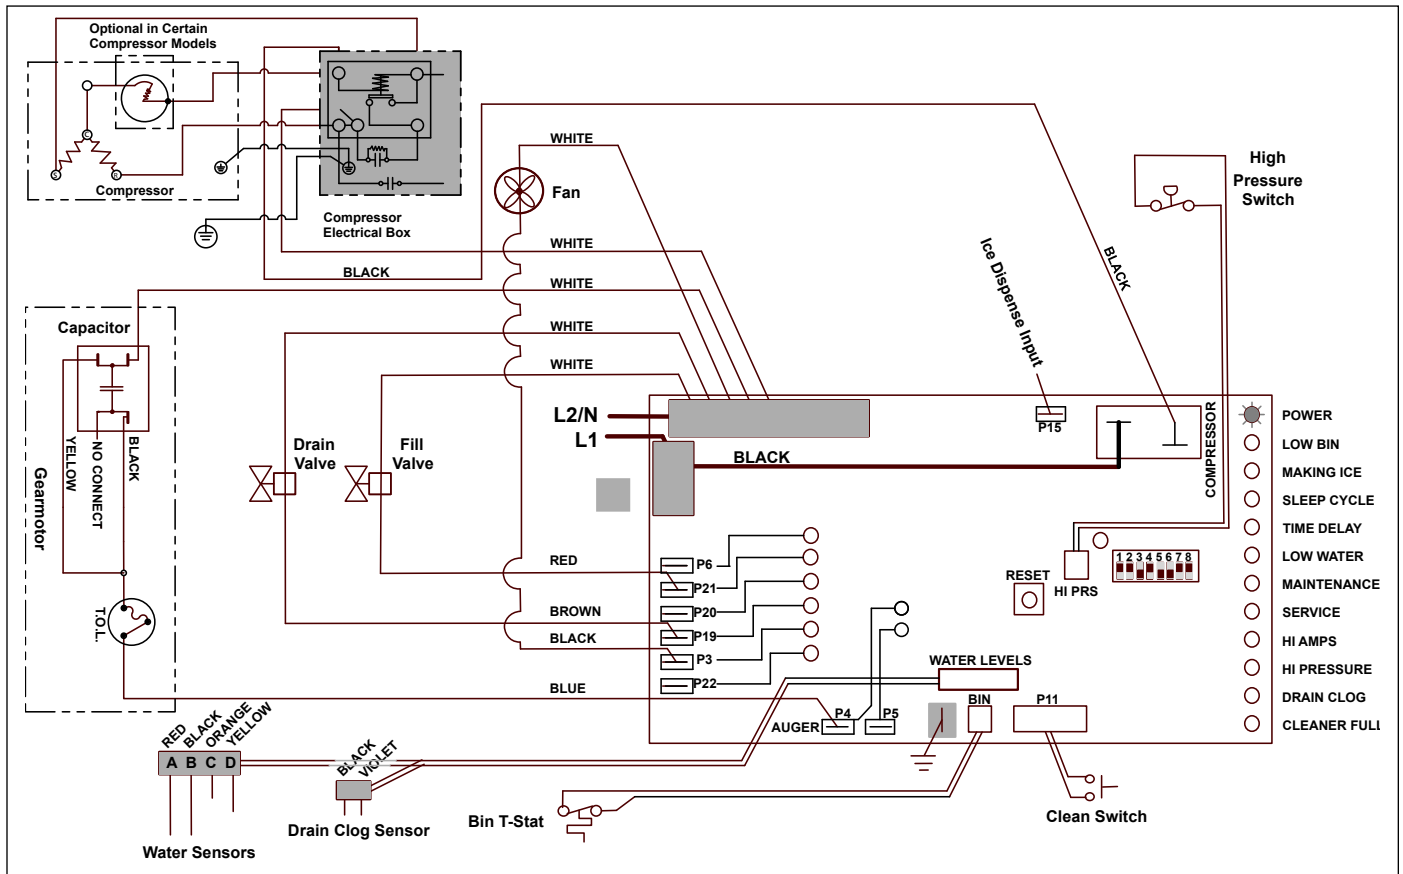 Optional in Certain
Compressor Models
C
S
R
Compressor
Compressor
Electrical Box
WHITE
Fan
WHITE
BLACK
WHITE
WHITE
WHITE
High
Pressure
Switch
BLACK
Ice Dispense Input
P15
COMPRESSOR
Capacitor
YELLOW
NO CONNECT
BLACK
Gearmotor
T.O.L.
Drain
Valve
Fill
Valve
L2/N
L1
BLACK
POWER
LOW BIN
MAKING ICE
SLEEP CYCLE
TIME DELAY
LOW WATER
MAINTENANCE
SERVICE
HI AMPS
HI PRESSURE
DRAIN CLOG
CLEANER FULL
RED
BROWN
BLACK
BLUE
P6
P21
P20
P19
P3
P22
RESET
HI PRS
1 2 3 4 5 6 7 8
WATER LEVELS
AUGER
P4
P5
BIN
P11
RED
BLACK
ORANGE
YELLOW
A B C D
Water Sensors
BLACK
VIOLET
Drain Clog Sensor
Bin T-Stat
Clean Switch